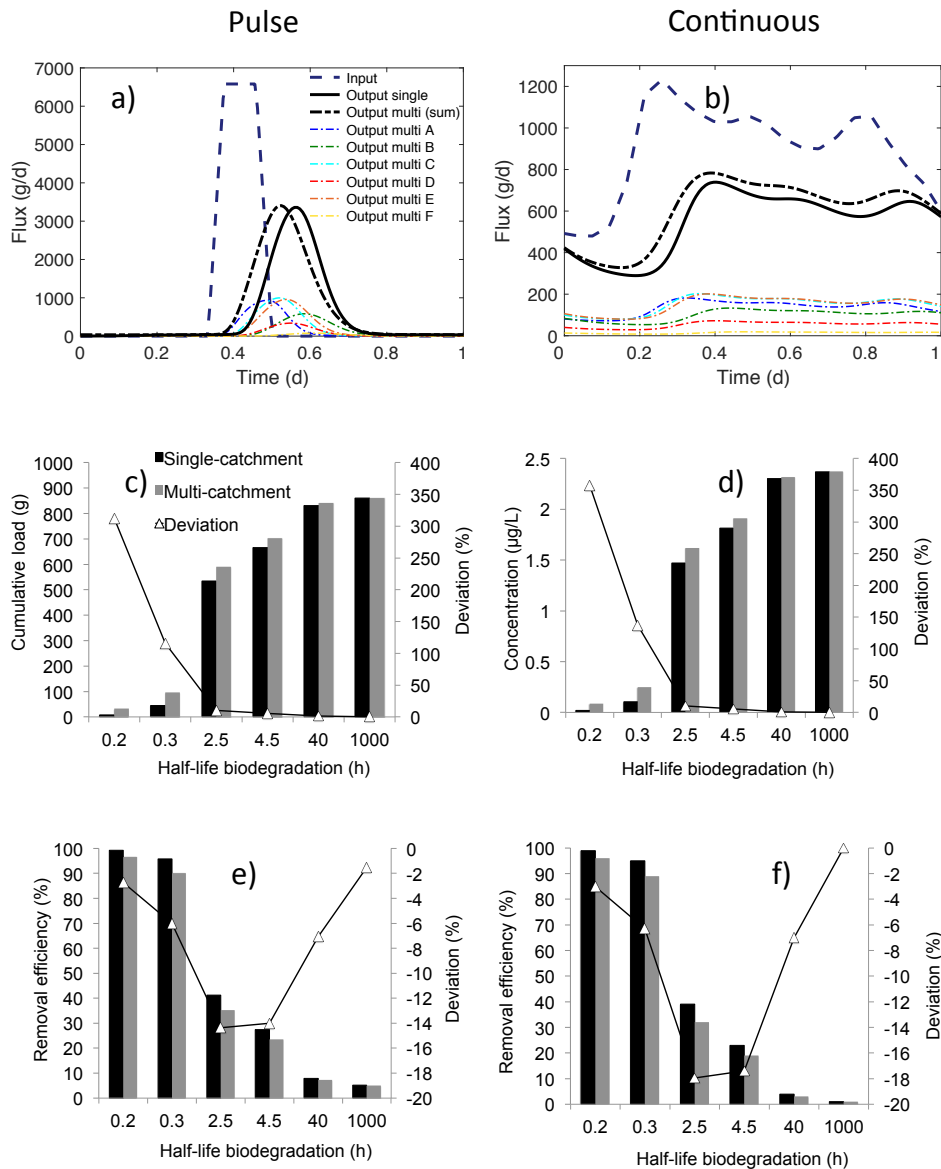 Pulse
Continuous
a)
Flux (g/d)
7000
6000
5000
4000
3000
2000
1000
0
0 0.2 0.4 0.6 0.8 1
Time (d)
Input
Output single
Output multi (sum)
Output multi A
Output multi B
Output multi C
Output multi D
Output multi E
Output multi F
b)
Flux (g/d)
1200
1000
800
600
400
200
0
0 0.2 0.4 0.6 0.8 1
Time (d)
c)
Single-catchment
Multi-catchment
Deviation
Cumulative load (g)
1000
900
800
700
600
500
400
300
200
100
0
400
350
300
250
200
150
100
50
0
Deviation (%)
0.2 0.3 2.5 4.5 40 1000
Half-life biodegradation (h)
d)
Concentration (µg/L)
2.5
2
1.5
1
0.5
0
400
350
300
250
200
150
100
50
0
Deviation (%)
0.2 0.3 2.5 4.5 40 1000
Half-life biodegradation (h)
e)
Removal efficiency (%)
100
90
80
70
60
50
40
30
20
10
0
0
-2
-4
-6
-8
-10
-12
-14
-16
-18
-20
Deviation (%)
0.2 0.3 2.5 4.5 40 1000
Half-life biodegradation (h)
f)
Removal efficiency (%)
100
90
80
70
60
50
40
30
20
10
0
0
-2
-4
-6
-8
-10
-12
-14
-16
-18
-20
Deviation (%)
0.2 0.3 2.5 4.5 40 1000
Half-life biodegradation (h)